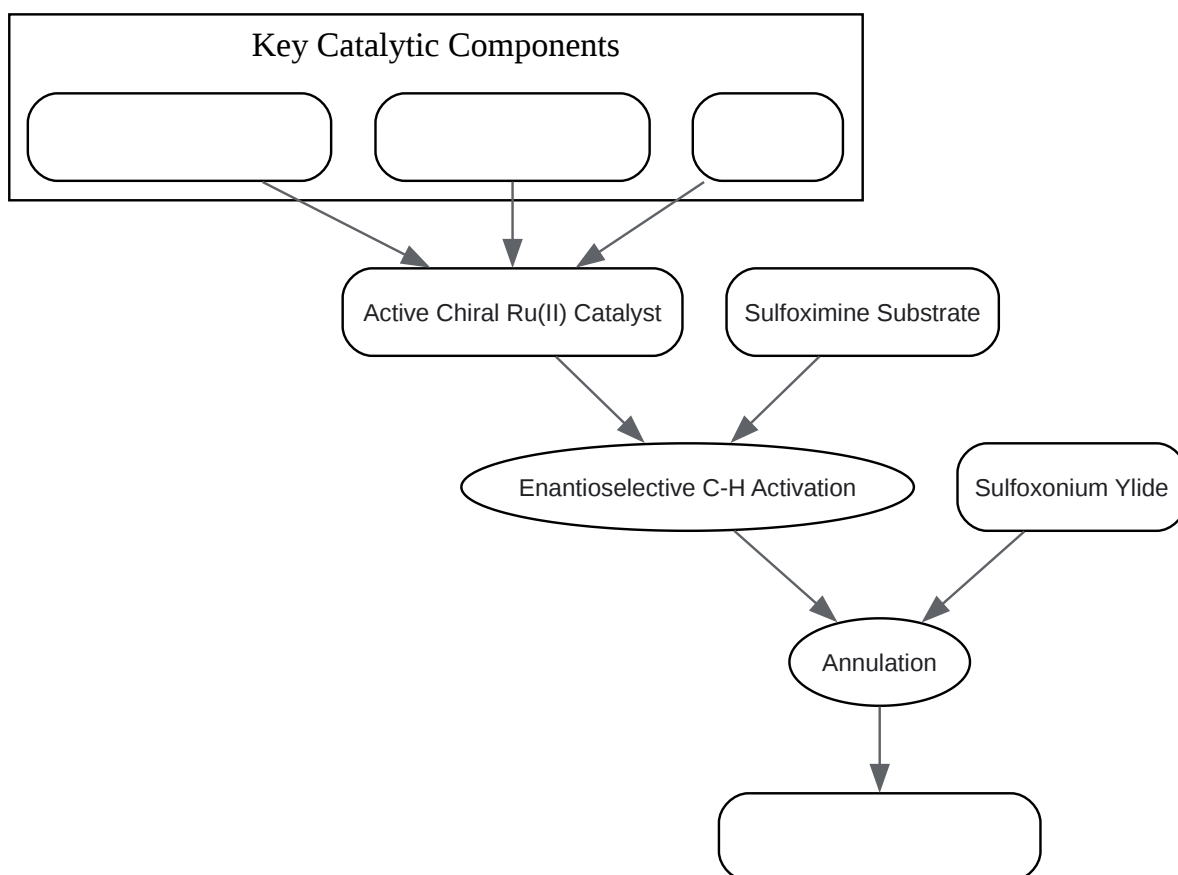 Key Catalytic Components
Active Chiral Ru(II) Catalyst
Sulfoximine Substrate
Enantioselective C-H Activation
Sulfoxonium Ylide
Annulation